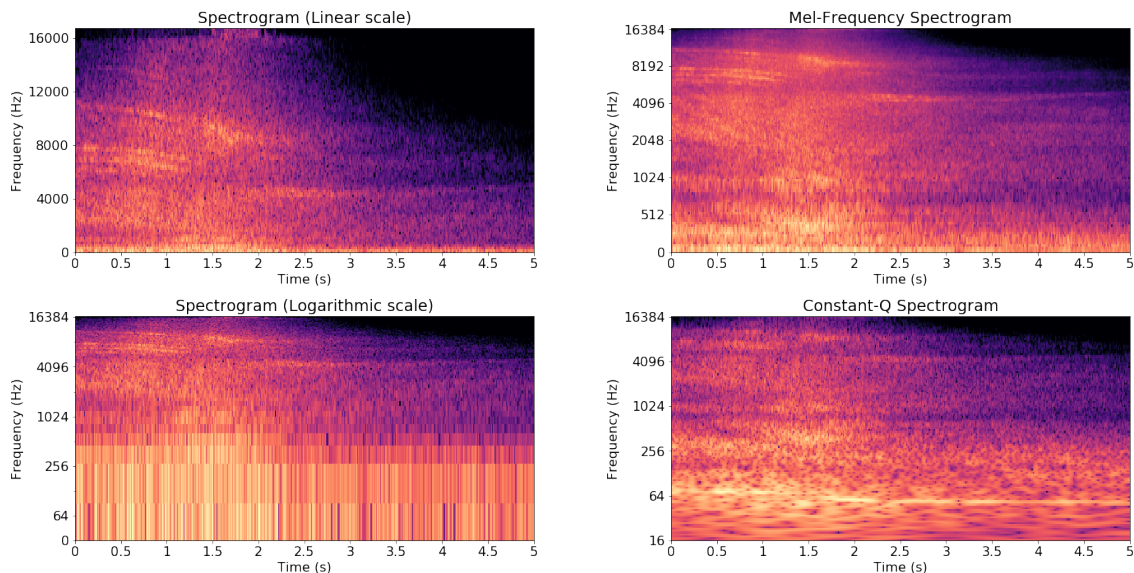 Spectrogram (Linear scale)
16000
12000
8000
4000
0
Frequency (Hz)
0 0.5 1 1.5 2 2.5 3 3.5 4 4.5 5
Time (s)
Mel-Frequency Spectrogram
16384
8192
4096
2048
1024
512
0
Frequency (Hz)
0 0.5 1 1.5 2 2.5 3 3.5 4 4.5 5
Time (s)
Spectrogram (Logarithmic scale)
16384
4096
1024
256
64
0
Frequency (Hz)
0 0.5 1 1.5 2 2.5 3 3.5 4 4.5 5
Time (s)
Constant-Q Spectrogram
16384
4096
1024
256
64
16
Frequency (Hz)
0 0.5 1 1.5 2 2.5 3 3.5 4 4.5 5
Time (s)